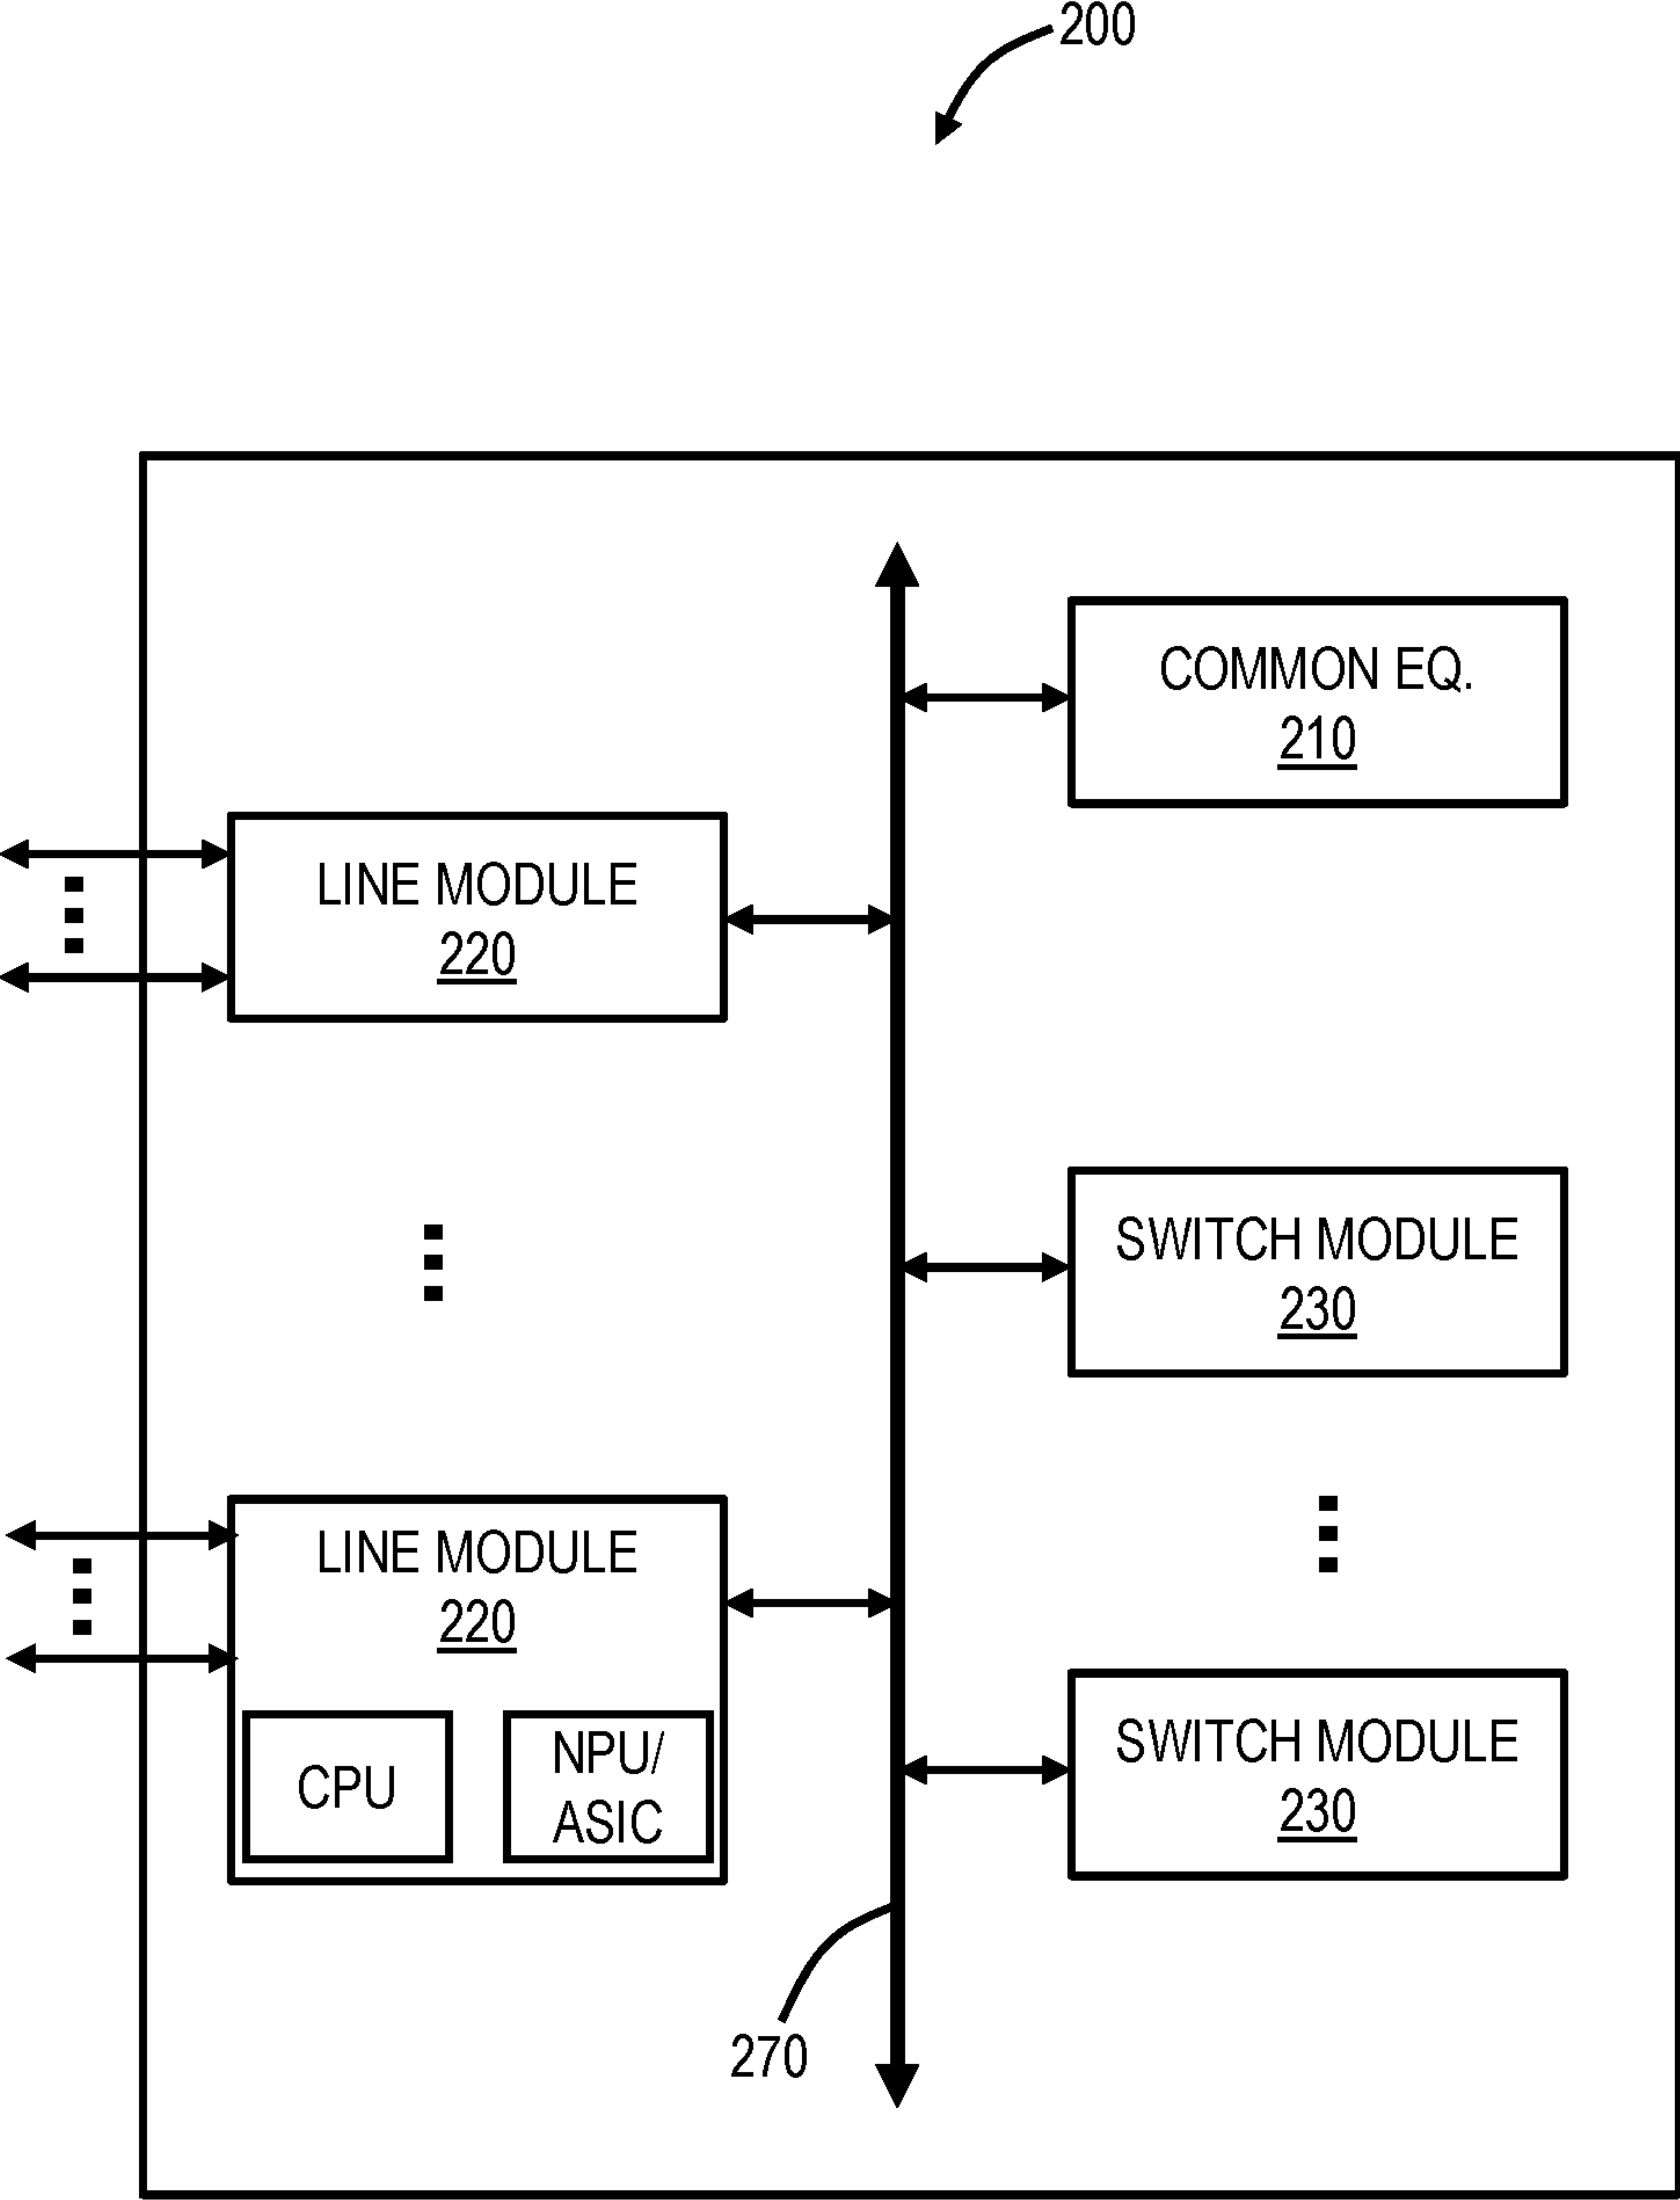 200
COMMON EQ.
210
LINE MODULE
220
SWITCH MODULE
230
LINE MODULE
220
CPU
NPU/
ASIC
SWITCH MODULE
230
270